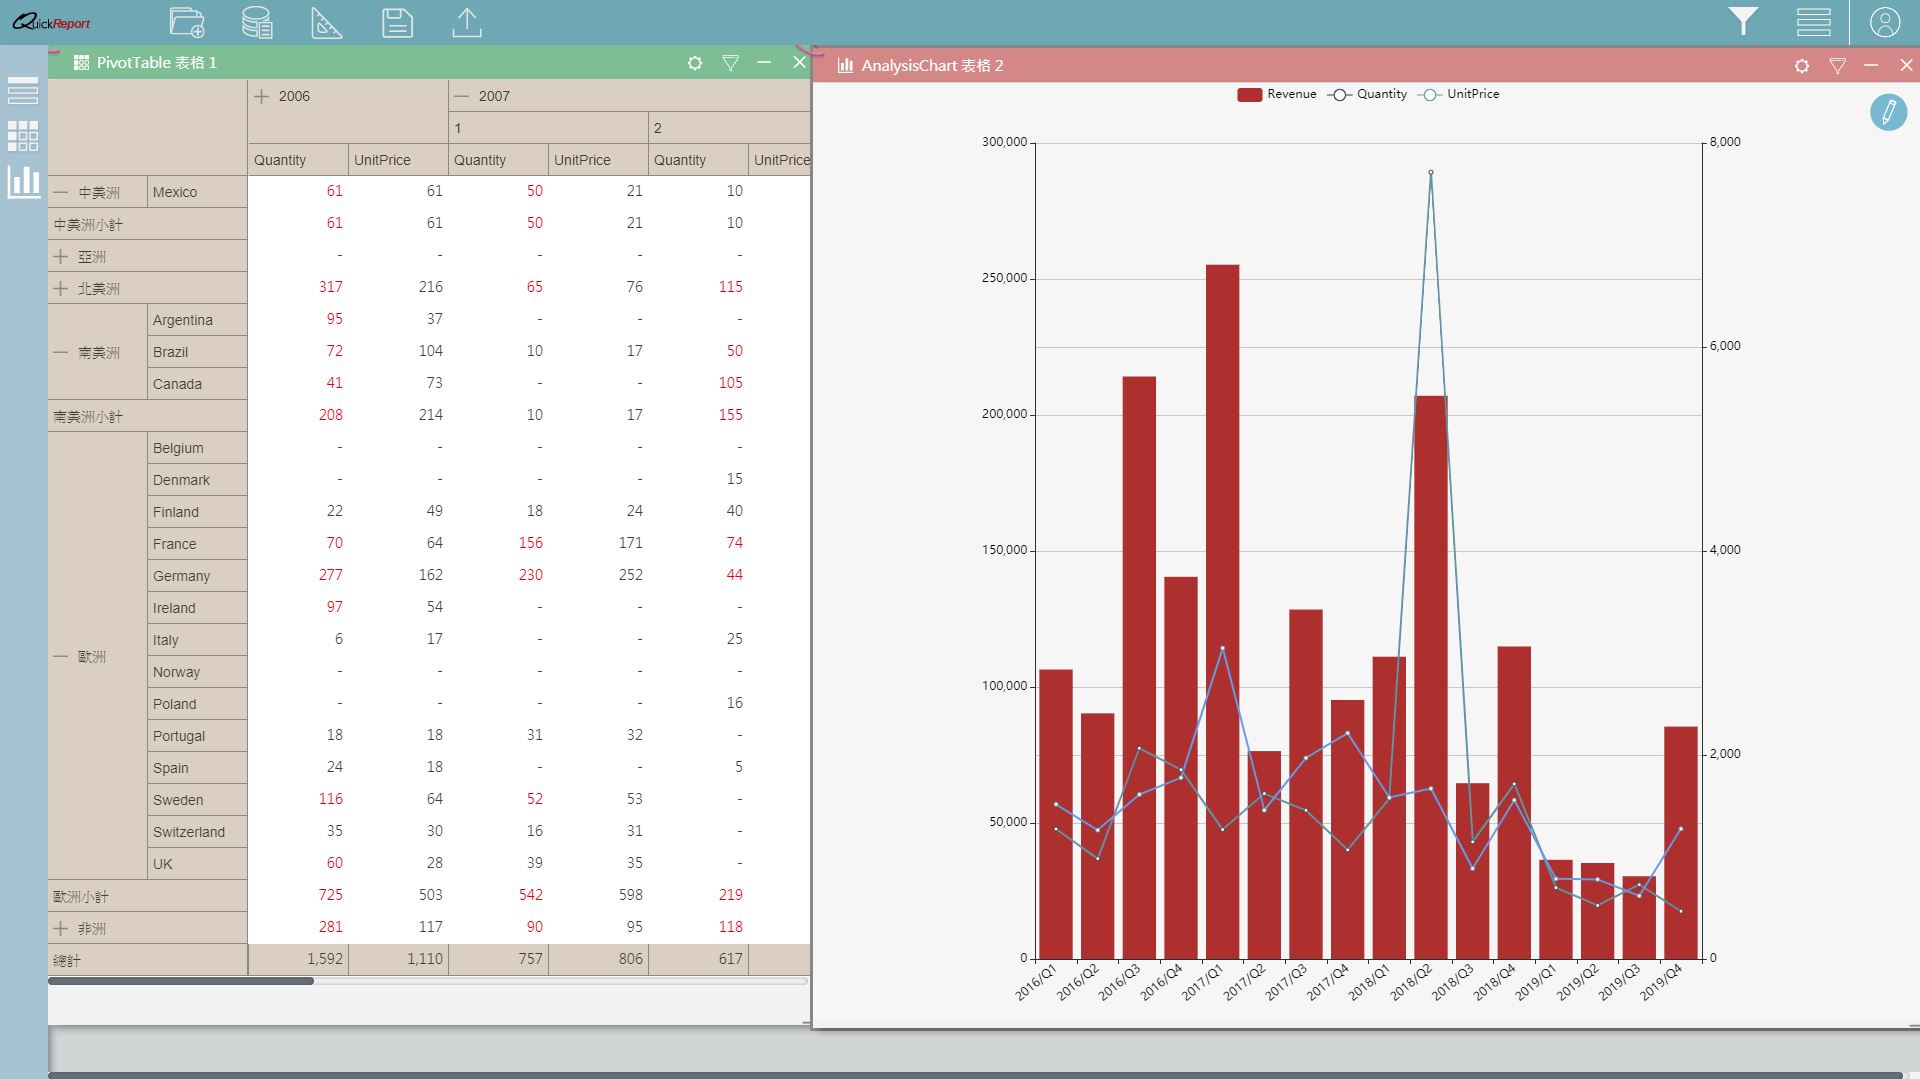 QuickReport
PivotTable 表格 1
2006 2007
1 2
Quantity UnitPrice Quantity UnitPrice Quantity UnitPrice
中美洲 Mexico 61 61 50 21 10
中美洲小計 61 61 50 21 10
亞洲 - - - - -
北美洲 317 216 65 76 115
Argentina 95 37 - - -
南美洲 Brazil 72 104 10 17 50
Canada 41 73 - - 105
南美洲小計 208 214 10 17 155
Belgium - - - - -
Denmark - - - - 15
Finland 22 49 18 24 40
France 70 64 156 171 74
Germany 277 162 230 252 44
Ireland 97 54 - - -
Italy 6 17 - - 25
歐洲
Norway - - - - -
Poland - - - - 16
Portugal 18 18 31 32 -
Spain 24 18 - - 5
Sweden 116 64 52 53 -
Switzerland 35 30 16 31 -
UK 60 28 39 35 -
歐洲小計 725 503 542 598 219
非洲 281 117 90 95 118
總計 1,592 1,110 757 806 617
AnalysisChart 表格 2
Revenue Quantity UnitPrice
300,000
250,000
200,000
150,000
100,000
50,000
0
8,000
6,000
4,000
2,000
0
2016/Q1 2016/Q2 2016/Q3 2016/Q4 2017/Q1 2017/Q2 2017/Q3 2017/Q4 2018/Q1 2018/Q2 2018/Q3 2018/Q4 2019/Q1 2019/Q2 2019/Q3 2019/Q4